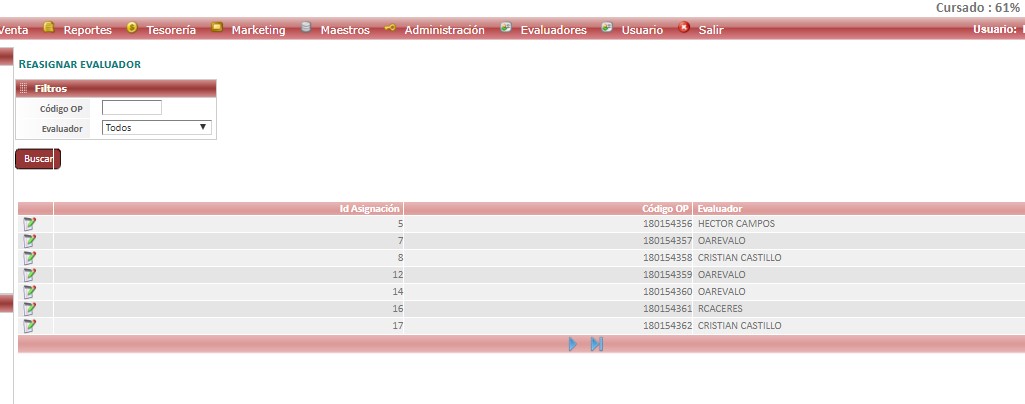 Cursado : 61%
Venta Reportes Tesorería Marketing Maestros Administración Evaluadores Usuario Salir Usuario:
REASIGNAR EVALUADOR
Filtros
Código OP
Evaluador Todos
Buscar
Id Asignación Código OP Evaluador
5 180154356 HECTOR CAMPOS
7 180154357 OAREVALO
8 180154358 CRISTIAN CASTILLO
12 180154359 OAREVALO
14 180154360 OAREVALO
16 180154361 RCACERES
17 180154362 CRISTIAN CASTILLO